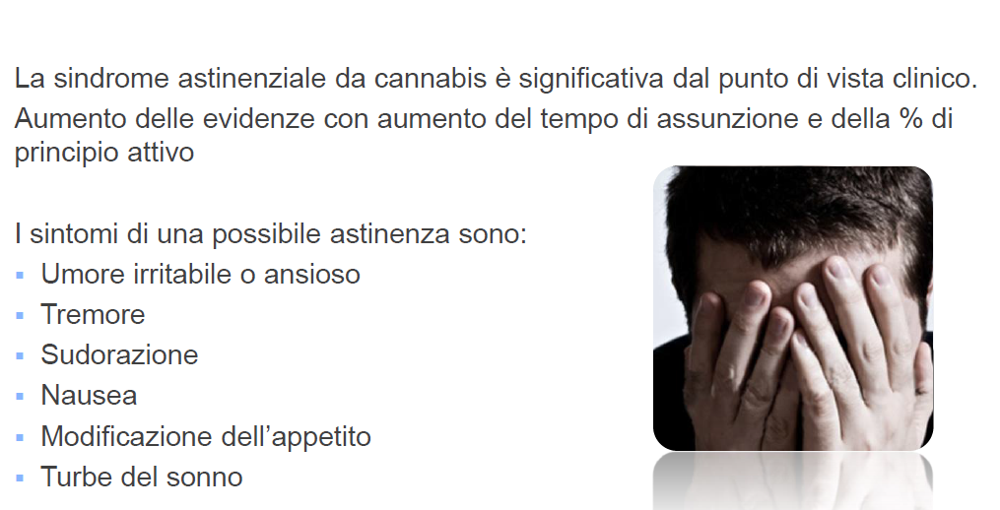 La sindrome astinenziale da cannabis è significativa dal punto di vista clinico.
Aumento delle evidenze con aumento del tempo di assunzione e della % di
principio attivo
I sintomi di una possibile astinenza sono:
▪ Umore irritabile o ansioso
▪ Tremore
▪ Sudorazione
▪ Nausea
▪ Modificazione dell’appetito
▪ Turbe del sonno